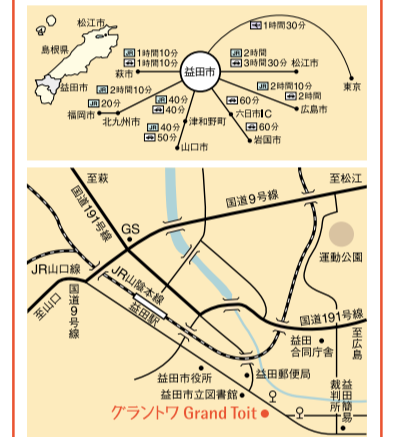 松江市
島根県
益田市
1時間30分
1時間10分
1時間10分
萩市
益田市
2時間
3時間30分
松江市
東京
2時間10分
20分
福岡市
北九州市
40分
40分
津和野町
40分
50分
山口市
60分
六日市IC
60分
岩国市
2時間10分
2時間
広島市
至萩
国道191号線
至松江
国道9号線
GS
運動公園
JR山口線
JR山陰本線
至山口
国道9号線
益田駅
国道191号線
至広島
益田
合同庁舎
益田市役所
益田郵便局
益田市立図書館
益田簡易
裁判所
グラントワ Grand Toit